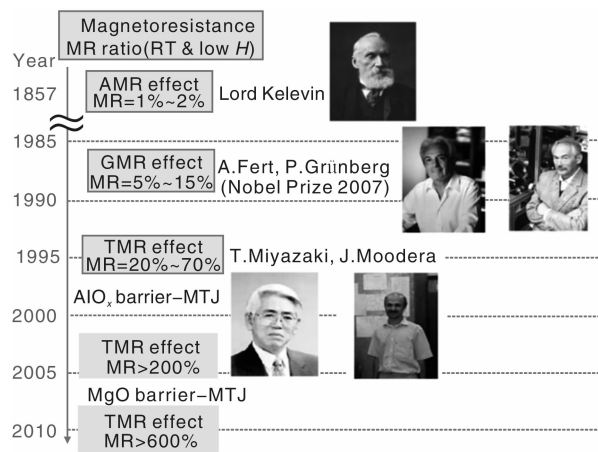 Magnetoresistance
MR ratio(RT & low H)
Year
1857
AMR effect
MR=1%~2%
Lord Kelevin
1985
GMR effect
MR=5%~15%
A.Fert, P.Grünberg
(Nobel Prize 2007)
1990
1995
TMR effect
MR=20%~70%
T.Miyazaki, J.Moodera
AlOx barrier–MTJ
2000
TMR effect
MR>200%
2005
MgO barrier–MTJ
TMR effect
MR>600%
2010